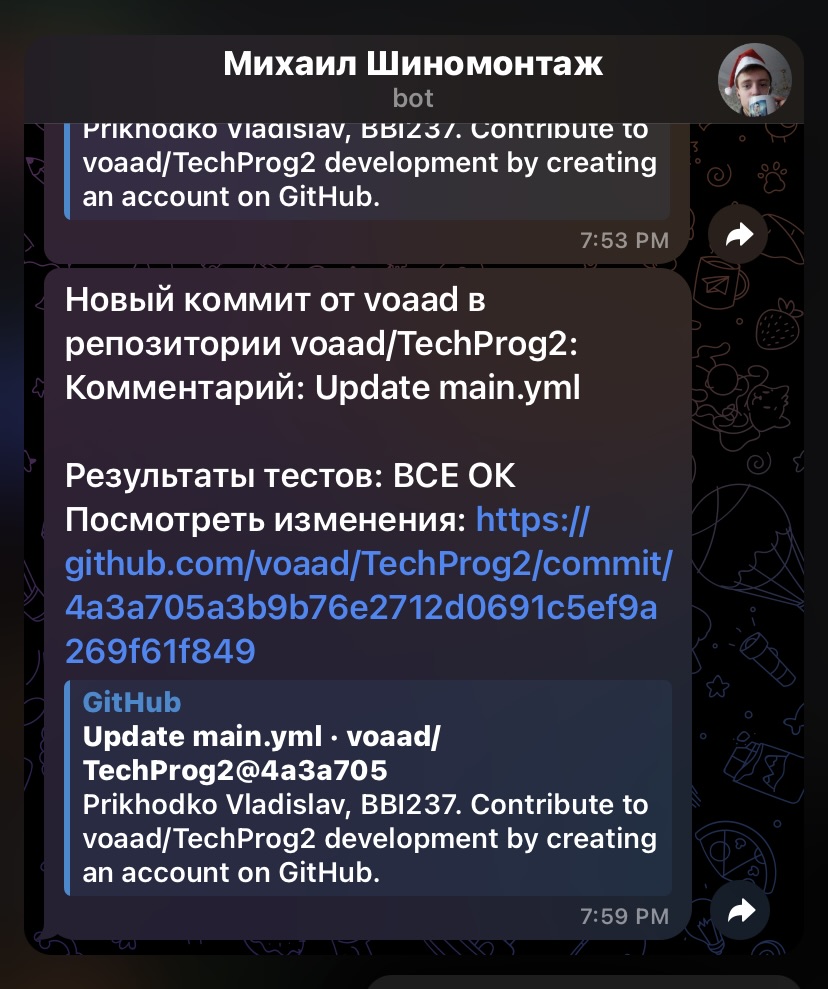 Михаил Шиномонтаж
bot
Prikhodko Vladislav, BBI237. Contribute to
voaad/TechProg2 development by creating
an account on GitHub.
7:53 PM
Новый коммит от voaad в
репозитории voaad/TechProg2:
Комментарий: Update main.yml
Результаты тестов: ВСЕ ОК
Посмотреть изменения: https://
github.com/voaad/TechProg2/commit/
4a3a705a3b9b76e2712d0691c5ef9a
269f61f849
GitHub
Update main.yml · voaad/
TechProg2@4a3a705
Prikhodko Vladislav, BBI237. Contribute to
voaad/TechProg2 development by creating
an account on GitHub.
7:59 PM